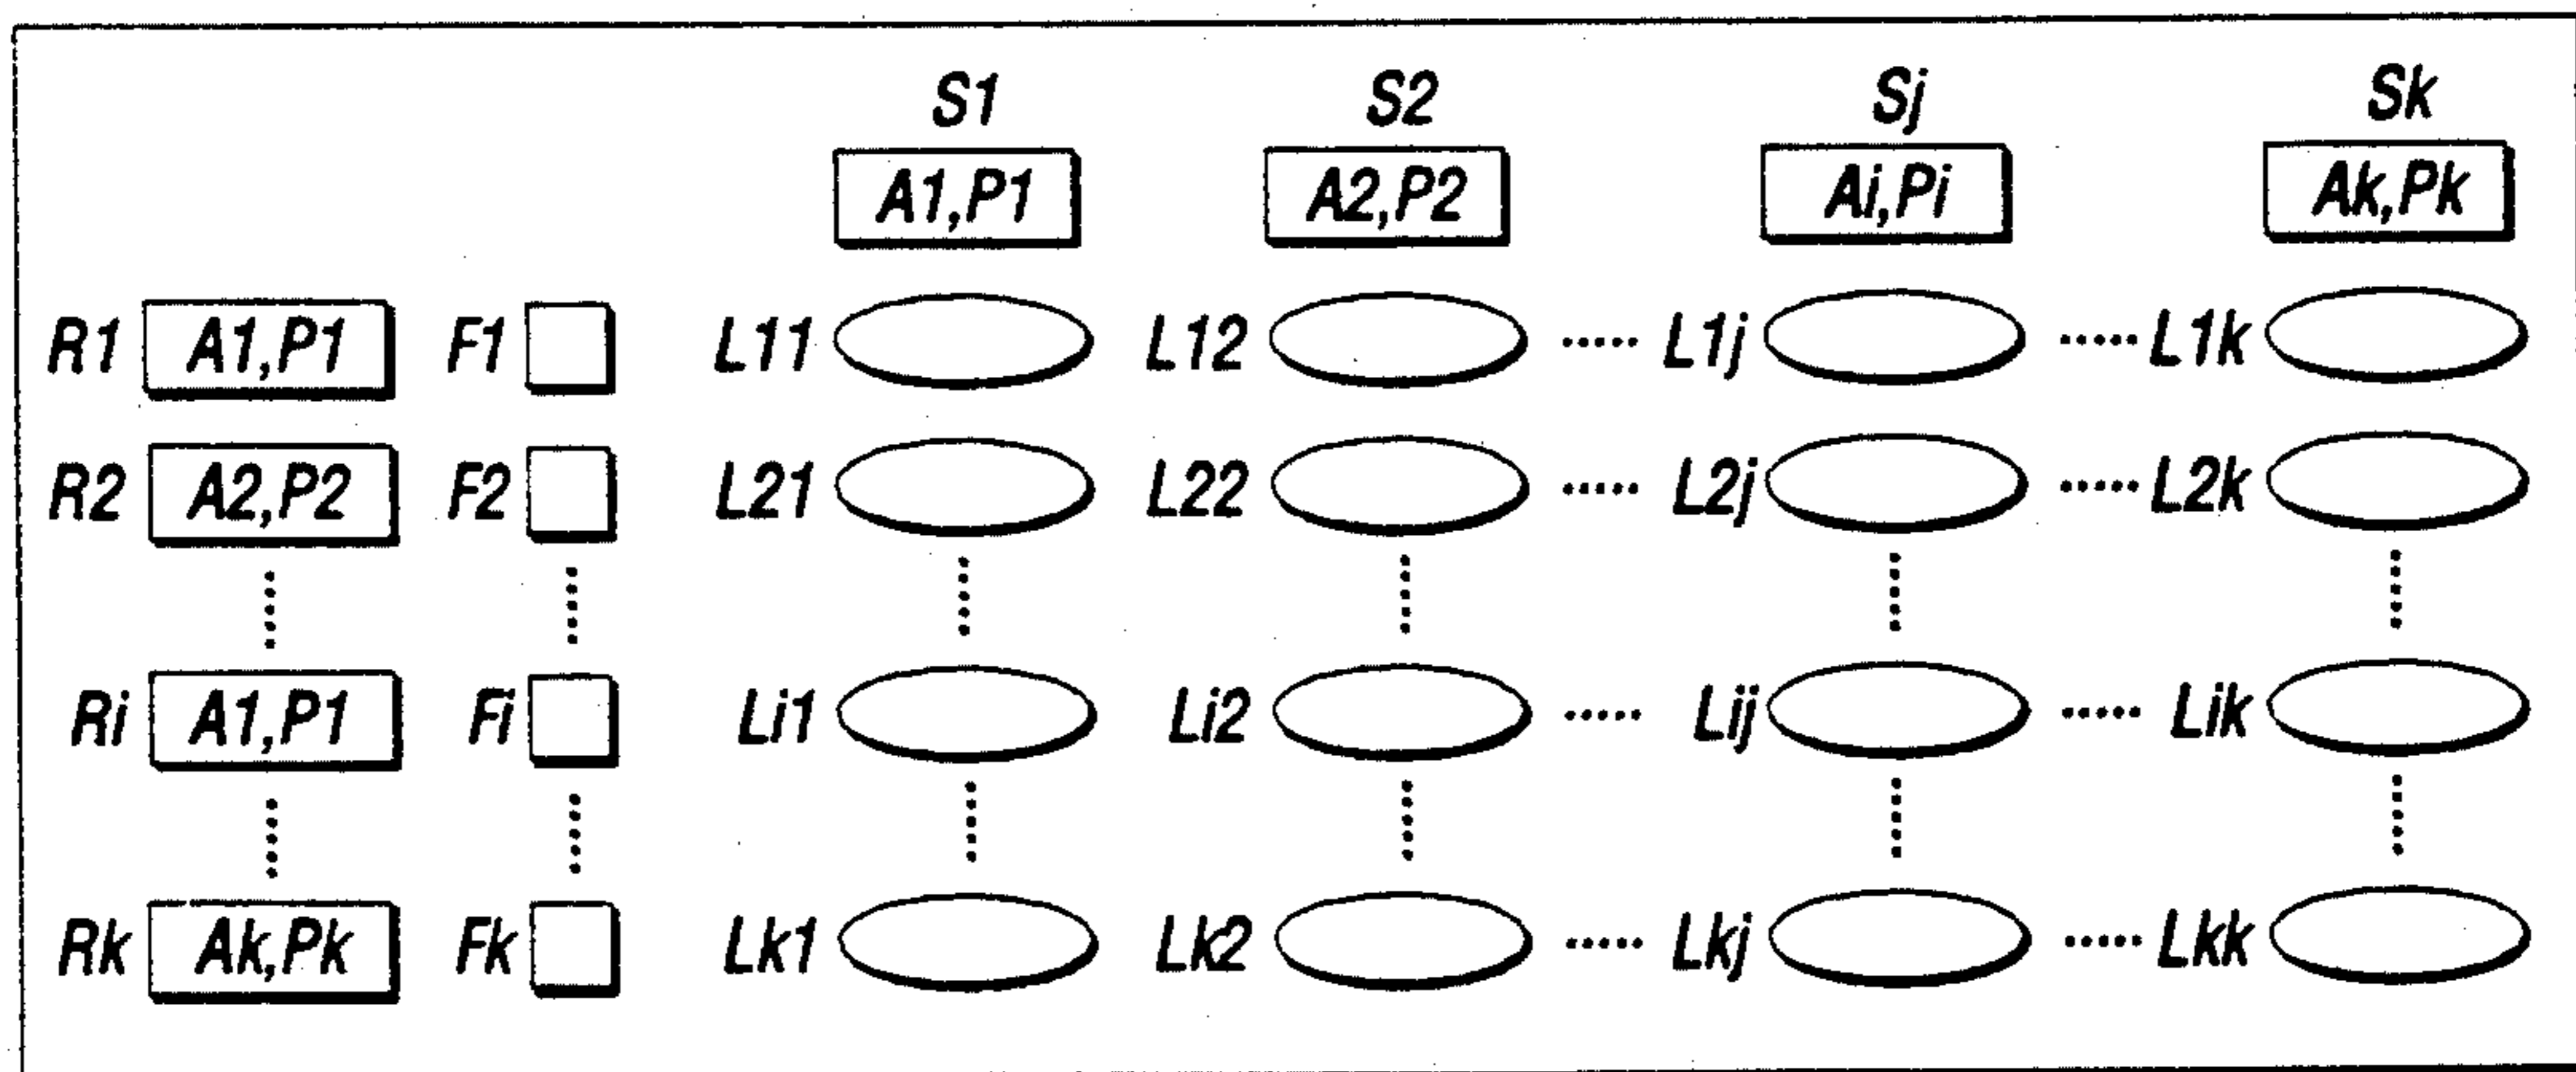 S1 S2 Sj Sk
A1,P1 A2,P2 Ai,Pi Ak,Pk
R1 A1,P1 F1 L11 L12 ..... L1j ..... L1k
R2 A2,P2 F2 L21 L22 ..... L2j ..... L2k
Ri A1,P1 Fi Li1 Li2 ..... Lij ..... Lik
Rk Ak,Pk Fk Lk1 Lk2 ..... Lkj ..... Lkk